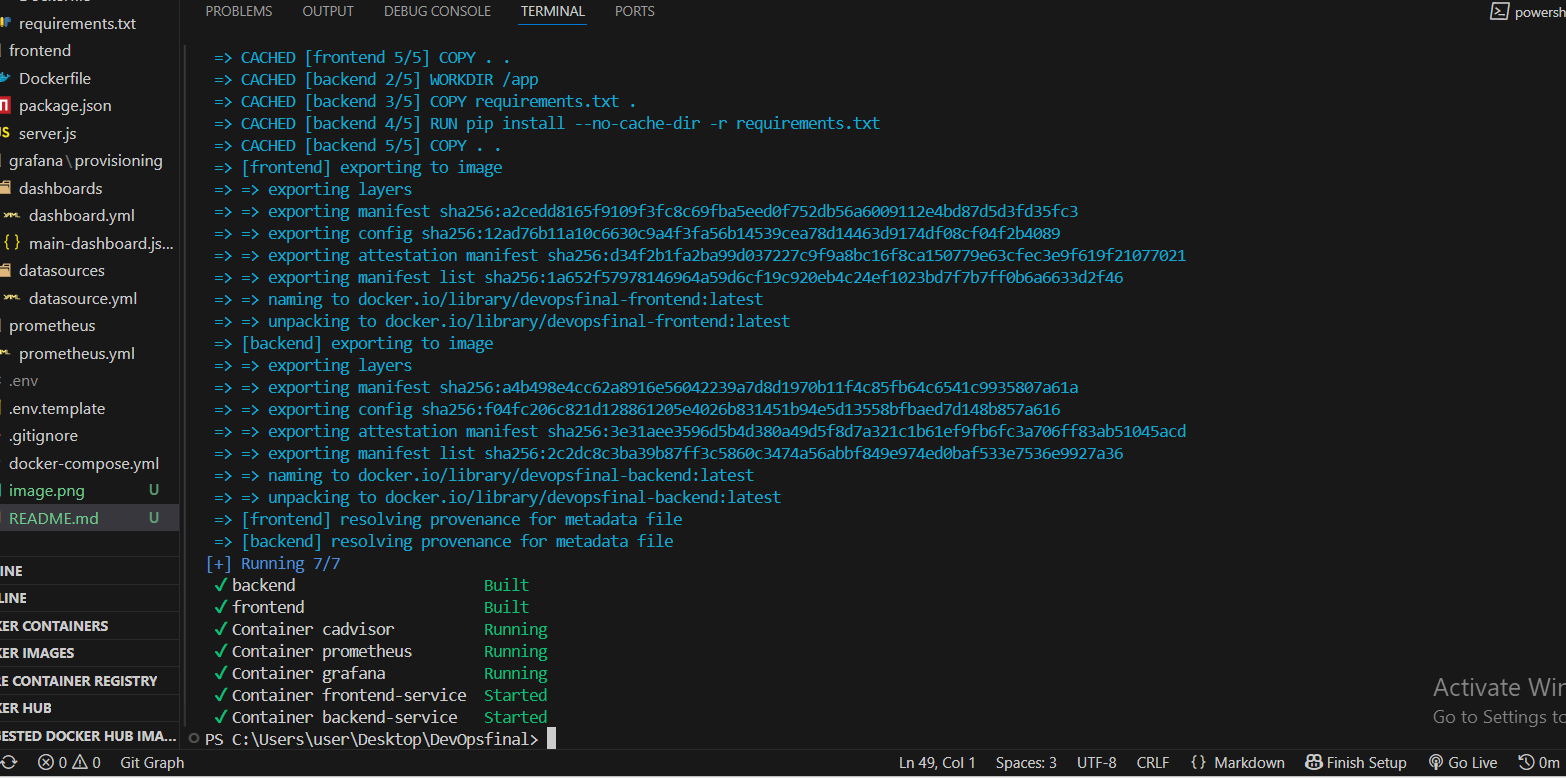 requirements.txt
frontend
Dockerfile
package.json
server.js
grafana\provisioning
dashboards
dashboard.yml
main-dashboard.js...
datasources
datasource.yml
prometheus
prometheus.yml
.env
.env.template
.gitignore
docker-compose.yml
image.png U
README.md U
INE
LINE
KER CONTAINERS
KER IMAGES
RE CONTAINER REGISTRY
KER HUB
GESTED DOCKER HUB IMA...
PROBLEMS OUTPUT DEBUG CONSOLE TERMINAL PORTS
powersh
=> CACHED [frontend 5/5] COPY . .
=> CACHED [backend 2/5] WORKDIR /app
=> CACHED [backend 3/5] COPY requirements.txt .
=> CACHED [backend 4/5] RUN pip install --no-cache-dir -r requirements.txt
=> CACHED [backend 5/5] COPY . .
=> [frontend] exporting to image
=> => exporting layers
=> => exporting manifest sha256:a2cedd8165f9109f3fc8c69fba5eed0f752db56a6009112e4bd87d5d3fd35fc3
=> => exporting config sha256:12ad76b11a10c6630c9a4f3fa56b14539cea78d14463d9174df08cf04f2b4089
=> => exporting attestation manifest sha256:d34f2b1fa2ba99d037227c9f9a8bc16f8ca150779e63cfec3e9f619f21077021
=> => exporting manifest list sha256:1a652f57978146964a59d6cf19c920eb4c24ef1023bd7f7b7ff0b6a6633d2f46
=> => naming to docker.io/library/devopsfinal-frontend:latest
=> => unpacking to docker.io/library/devopsfinal-frontend:latest
=> [backend] exporting to image
=> => exporting layers
=> => exporting manifest sha256:a4b498e4cc62a8916e56042239a7d8d1970b11f4c85fb64c6541c9935807a61a
=> => exporting config sha256:f04fc206c821d128861205e4026b831451b94e5d13558bfbaed7d148b857a616
=> => exporting attestation manifest sha256:3e31aee3596d5b4d380a49d5f8d7a321c1b61ef9fb6fc3a706ff83ab51045acd
=> => exporting manifest list sha256:2c2dc8c3ba39b87ff3c5860c3474a56abbf849e974ed0baf533e7536e9927a36
=> => naming to docker.io/library/devopsfinal-backend:latest
=> => unpacking to docker.io/library/devopsfinal-backend:latest
=> [frontend] resolving provenance for metadata file
=> [backend] resolving provenance for metadata file
[+] Running 7/7
✔ backend Built
✔ frontend Built
✔ Container cadvisor Running
✔ Container prometheus Running
✔ Container grafana Running
✔ Container frontend-service Started
✔ Container backend-service Started
PS C:\Users\user\Desktop\DevOpsfinal>
Activate Win
Go to Settings to
0 0 Git Graph Ln 49, Col 1 Spaces: 3 UTF-8 CRLF {} Markdown Finish Setup Go Live 0m